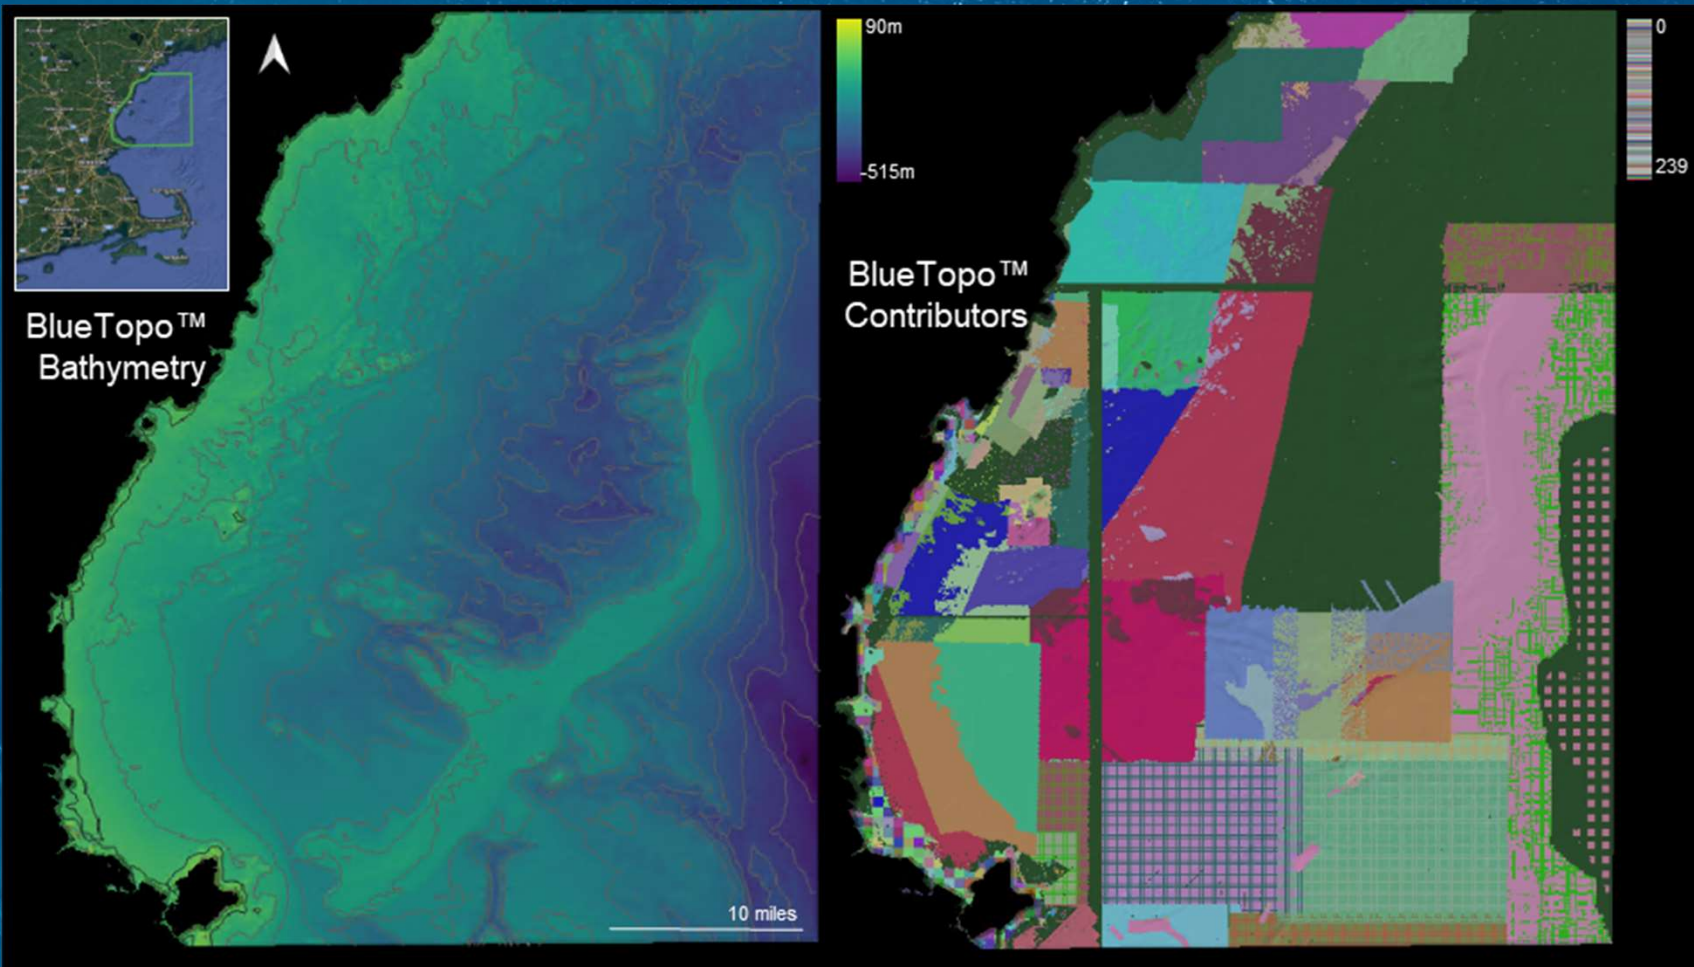 90m
-515m
BlueTopo™
Bathymetry
10 miles
BlueTopo™
Contributors
0
239